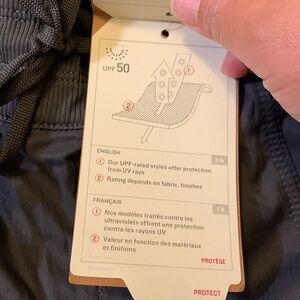 UPF 50
1
2
ENGLISH
EN
1 Our UPF-rated styles offer protection
from UV rays
2 Rating depends on fabric, finishes
FRANÇAIS
FR
1 Nos modèles traités contre les
ultraviolets offrent une protection
contre les rayons UV
2 Valeur en fonction des matériaux
et finitions
PROTÈGE
PROTECT